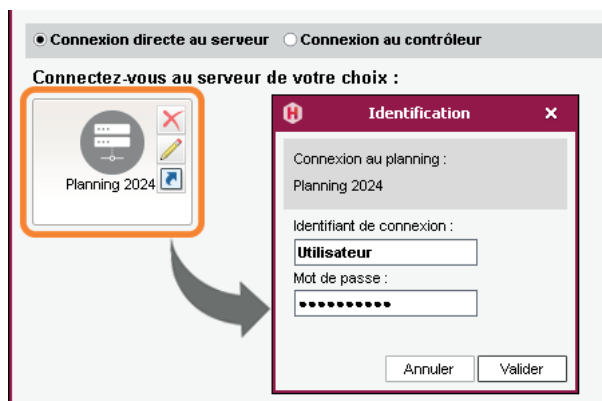 Connexion directe au serveur Connexion au contrôleur
Connectez-vous au serveur de votre choix :
Planning 2024
Identification
Connexion au planning :
Planning 2024
Identifiant de connexion :
Utilisateur
Mot de passe :
••••••••••
Annuler Valider